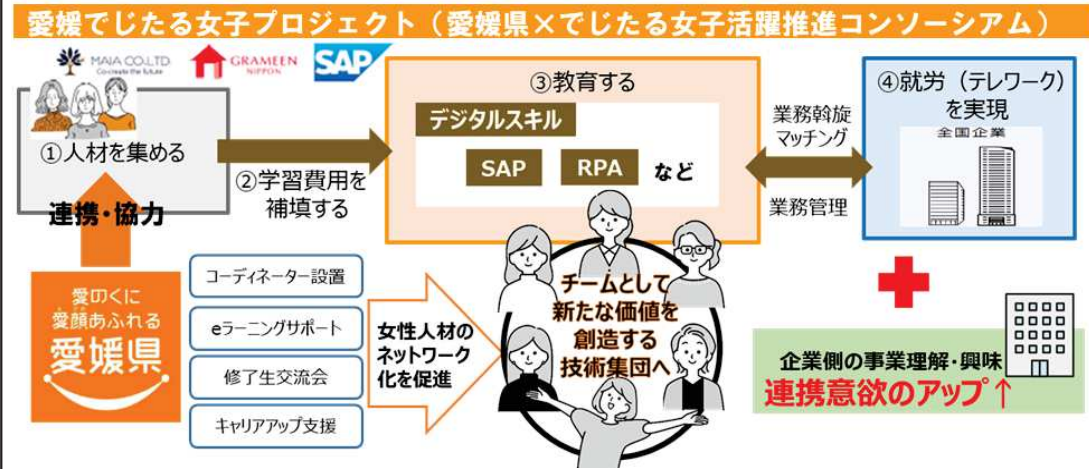 愛媛でじたる女子プロジェクト（愛媛県×でじたる女子活躍推進コンソーシアム）
MAIA CO.LTD
Co-create the future
GRAMEEN
NIPPON
SAP
①人材を集める
連携・協力
②学習費用を
補填する
③教育する
デジタルスキル
SAP
RPA
など
業務斡旋
マッチング
業務管理
④就労（テレワーク）
を実現
全国企業
愛のくに
愛顔あふれる
愛媛県
コーディネーター設置
eラーニングサポート
修了生交流会
キャリアアップ支援
女性人材の
ネットワーク
化を促進
チームとして
新たな価値を
創造する
技術集団へ
企業側の事業理解・興味
連携意欲のアップ↑